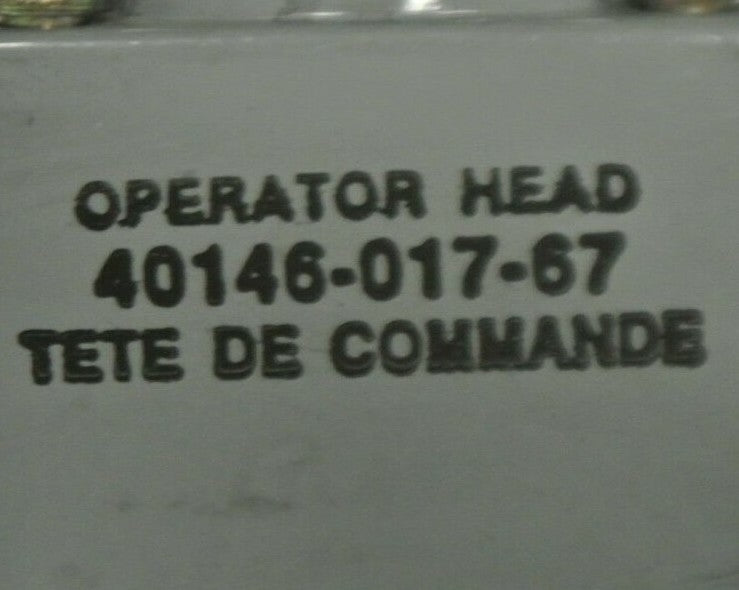 OPERATOR HEAD
40146-017-67
TETE DE COMMANDE